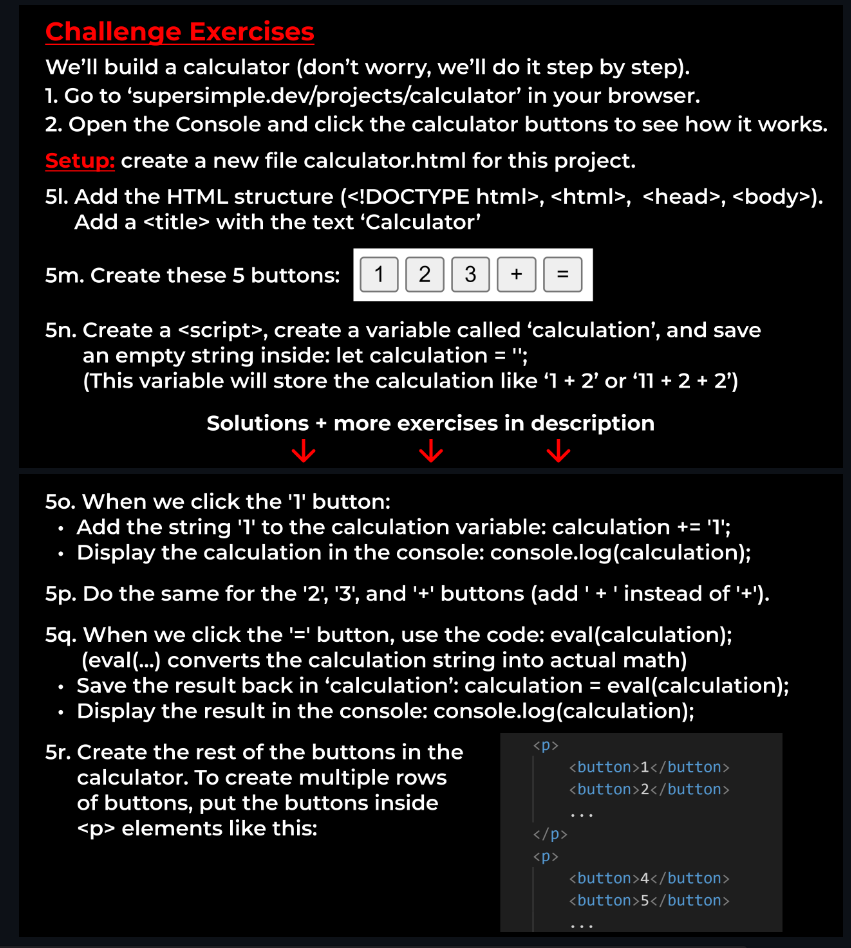 Challenge Exercises
We’ll build a calculator (don’t worry, we’ll do it step by step).
1. Go to ‘supersimple.dev/projects/calculator’ in your browser.
2. Open the Console and click the calculator buttons to see how it works.
Setup: create a new file calculator.html for this project.
5l. Add the HTML structure (<!DOCTYPE html>, <html>, <head>, <body>).
Add a <title> with the text ‘Calculator’
5m. Create these 5 buttons: 1 2 3 + =
5n. Create a <script>, create a variable called ‘calculation’, and save
an empty string inside: let calculation = '';
(This variable will store the calculation like ‘1 + 2’ or ‘11 + 2 + 2’)
Solutions + more exercises in description
5o. When we click the '1' button:
• Add the string '1' to the calculation variable: calculation += '1';
• Display the calculation in the console: console.log(calculation);
5p. Do the same for the '2', '3', and '+' buttons (add ' + ' instead of '+').
5q. When we click the '=' button, use the code: eval(calculation);
(eval(...) converts the calculation string into actual math)
• Save the result back in ‘calculation’: calculation = eval(calculation);
• Display the result in the console: console.log(calculation);
5r. Create the rest of the buttons in the
calculator. To create multiple rows
of buttons, put the buttons inside
<p> elements like this:
<p>
<button>1</button>
<button>2</button>
...
</p>
<p>
<button>4</button>
<button>5</button>
...